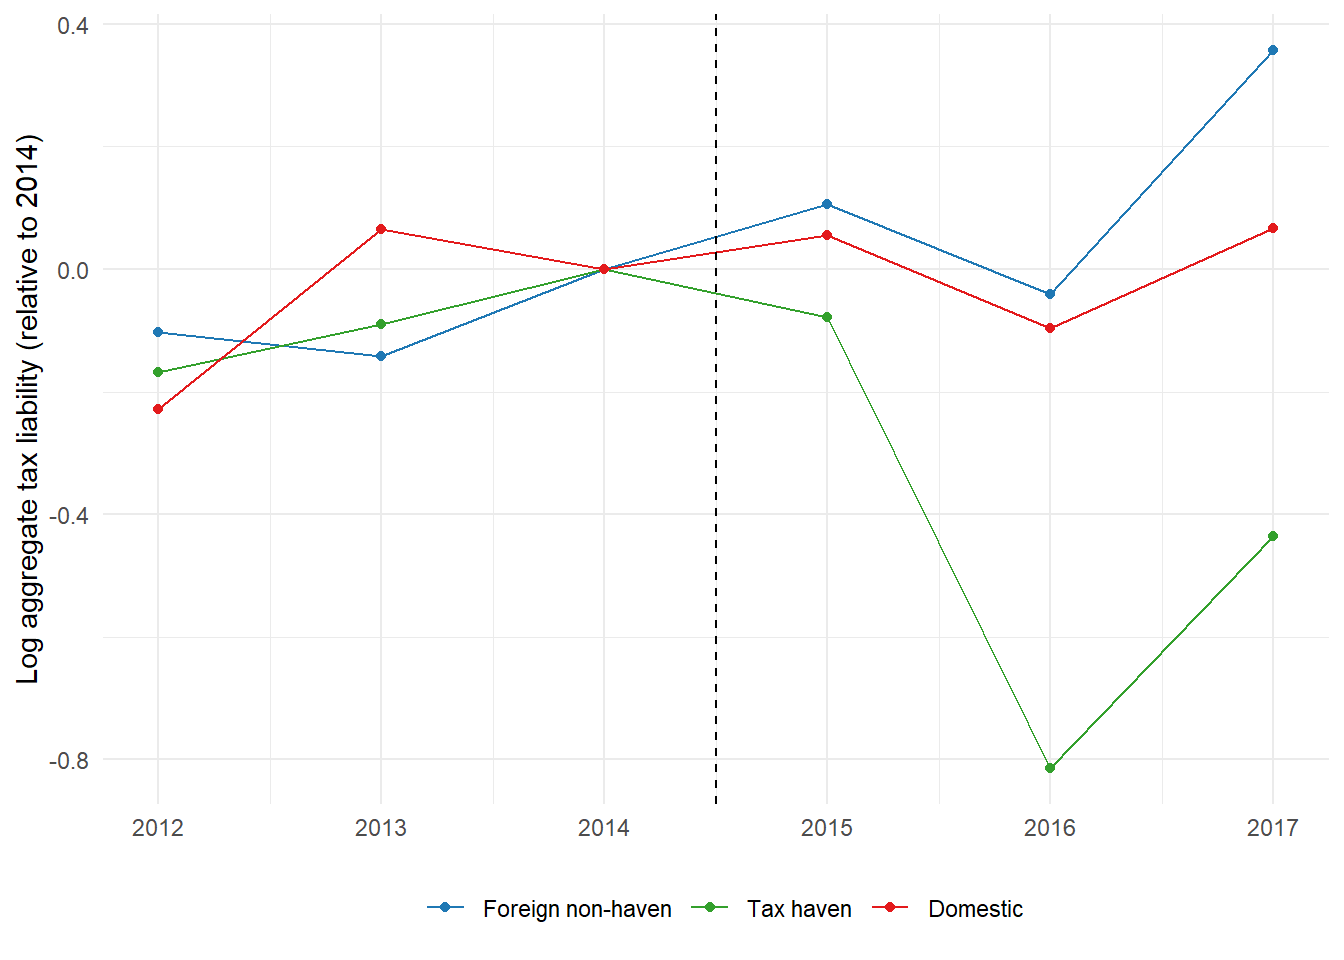 Log aggregate tax liability (relative to 2014)
0.4
0.0
-0.4
-0.8
2012 2013 2014 2015 2016 2017
Foreign non-haven Tax haven Domestic